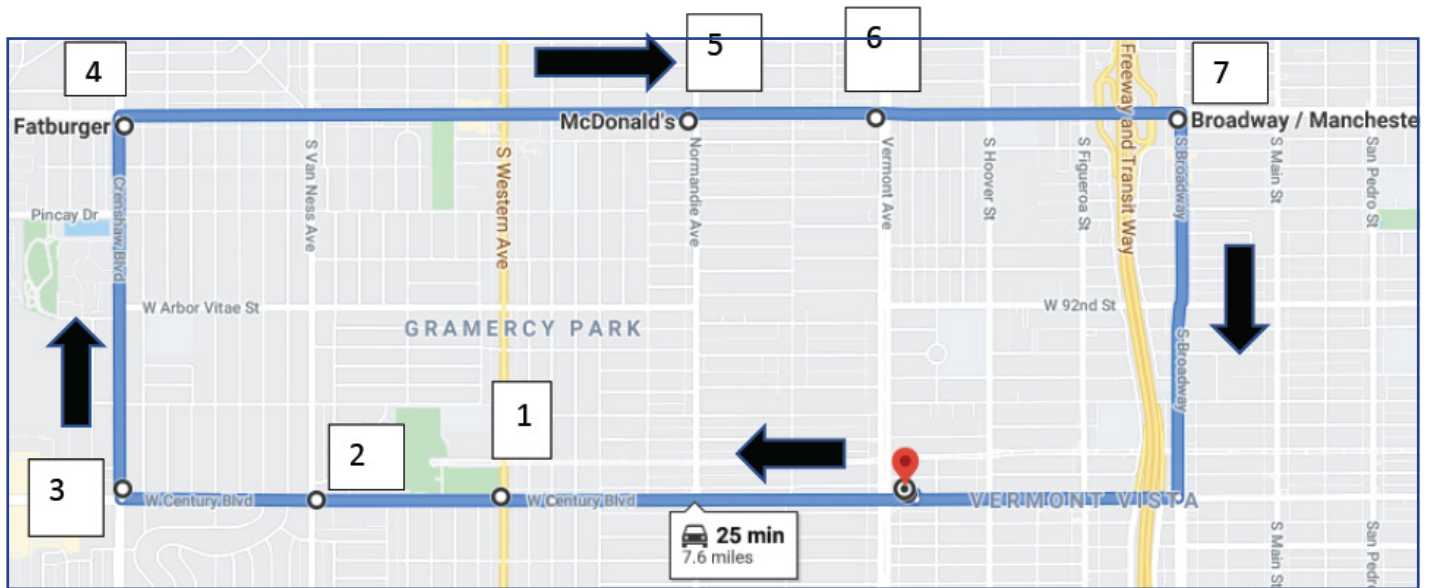 5
6
4
7
Fatburger
McDonald's
Broadway / Mancheste
Freeway and Transit Way
S Van Ness Ave
S Western Ave
Normandie Ave
Vermont Ave
S Hoover St
S Figueroa St
S Broadway
S Main St
San Pedro St
Crenshaw Blvd
Pincay Dr
W Arbor Vitae St
GRAMERCY PARK
W 92nd St
S Broadway
1
2
3
W Century Blvd
W Century Blvd
VERMONT VISTA
25 min
7.6 miles
S Main St
San Pedr